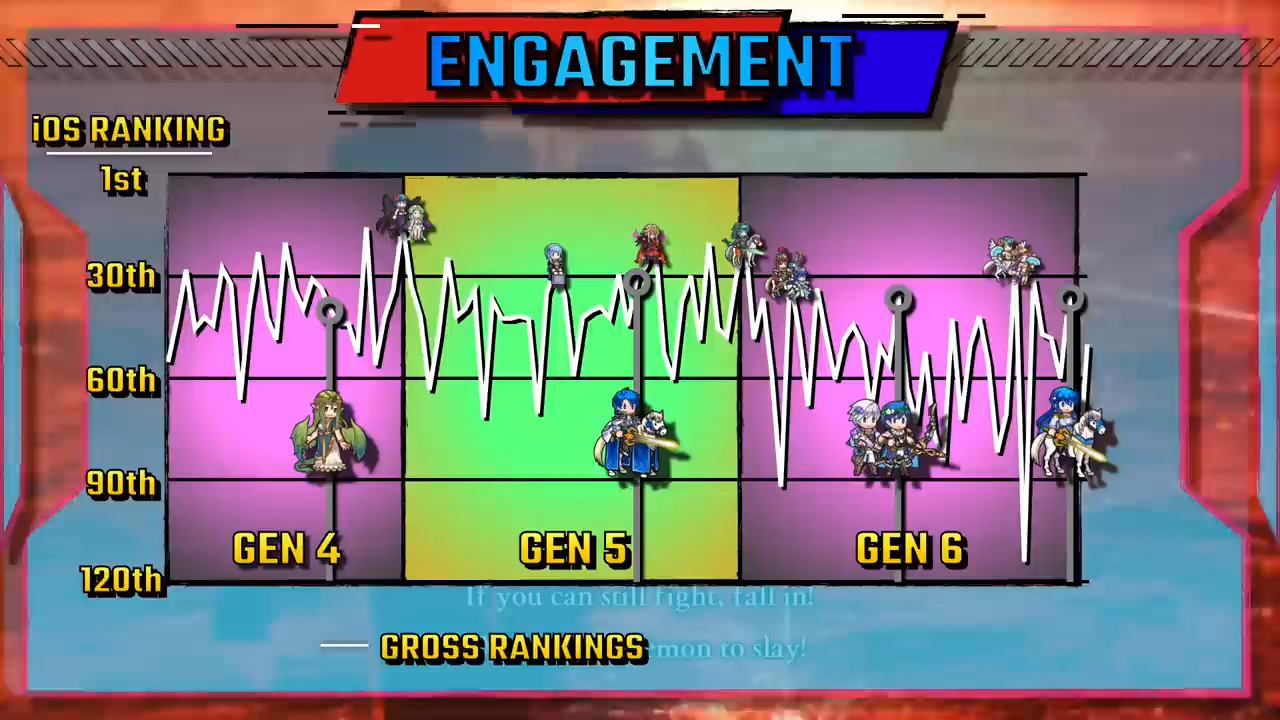 ENGAGEMENT
iOS RANKING
1st
30th
60th
90th
120th
GEN 4
GEN 5
GEN 6
If you can still fight, fall in!
GROSS RANKINGS
to slay!